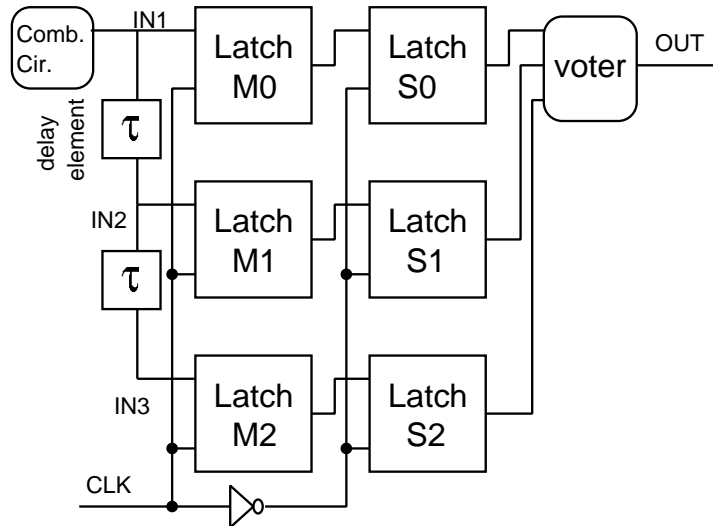 Comb.
Cir.
IN1
Latch
M0
Latch
S0
voter
OUT
delay
element
τ
IN2
Latch
M1
Latch
S1
τ
IN3
Latch
M2
Latch
S2
CLK